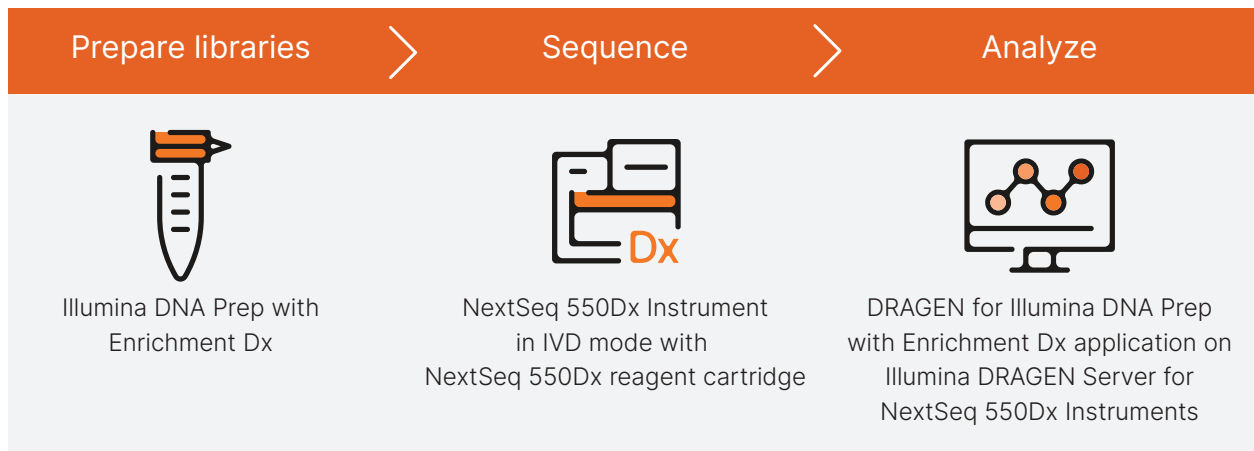 Prepare libraries
Sequence
Analyze
Dx
Illumina DNA Prep with
Enrichment Dx
NextSeq 550Dx Instrument
in IVD mode with
NextSeq 550Dx reagent cartridge
DRAGEN for Illumina DNA Prep
with Enrichment Dx application on
Illumina DRAGEN Server for
NextSeq 550Dx Instruments